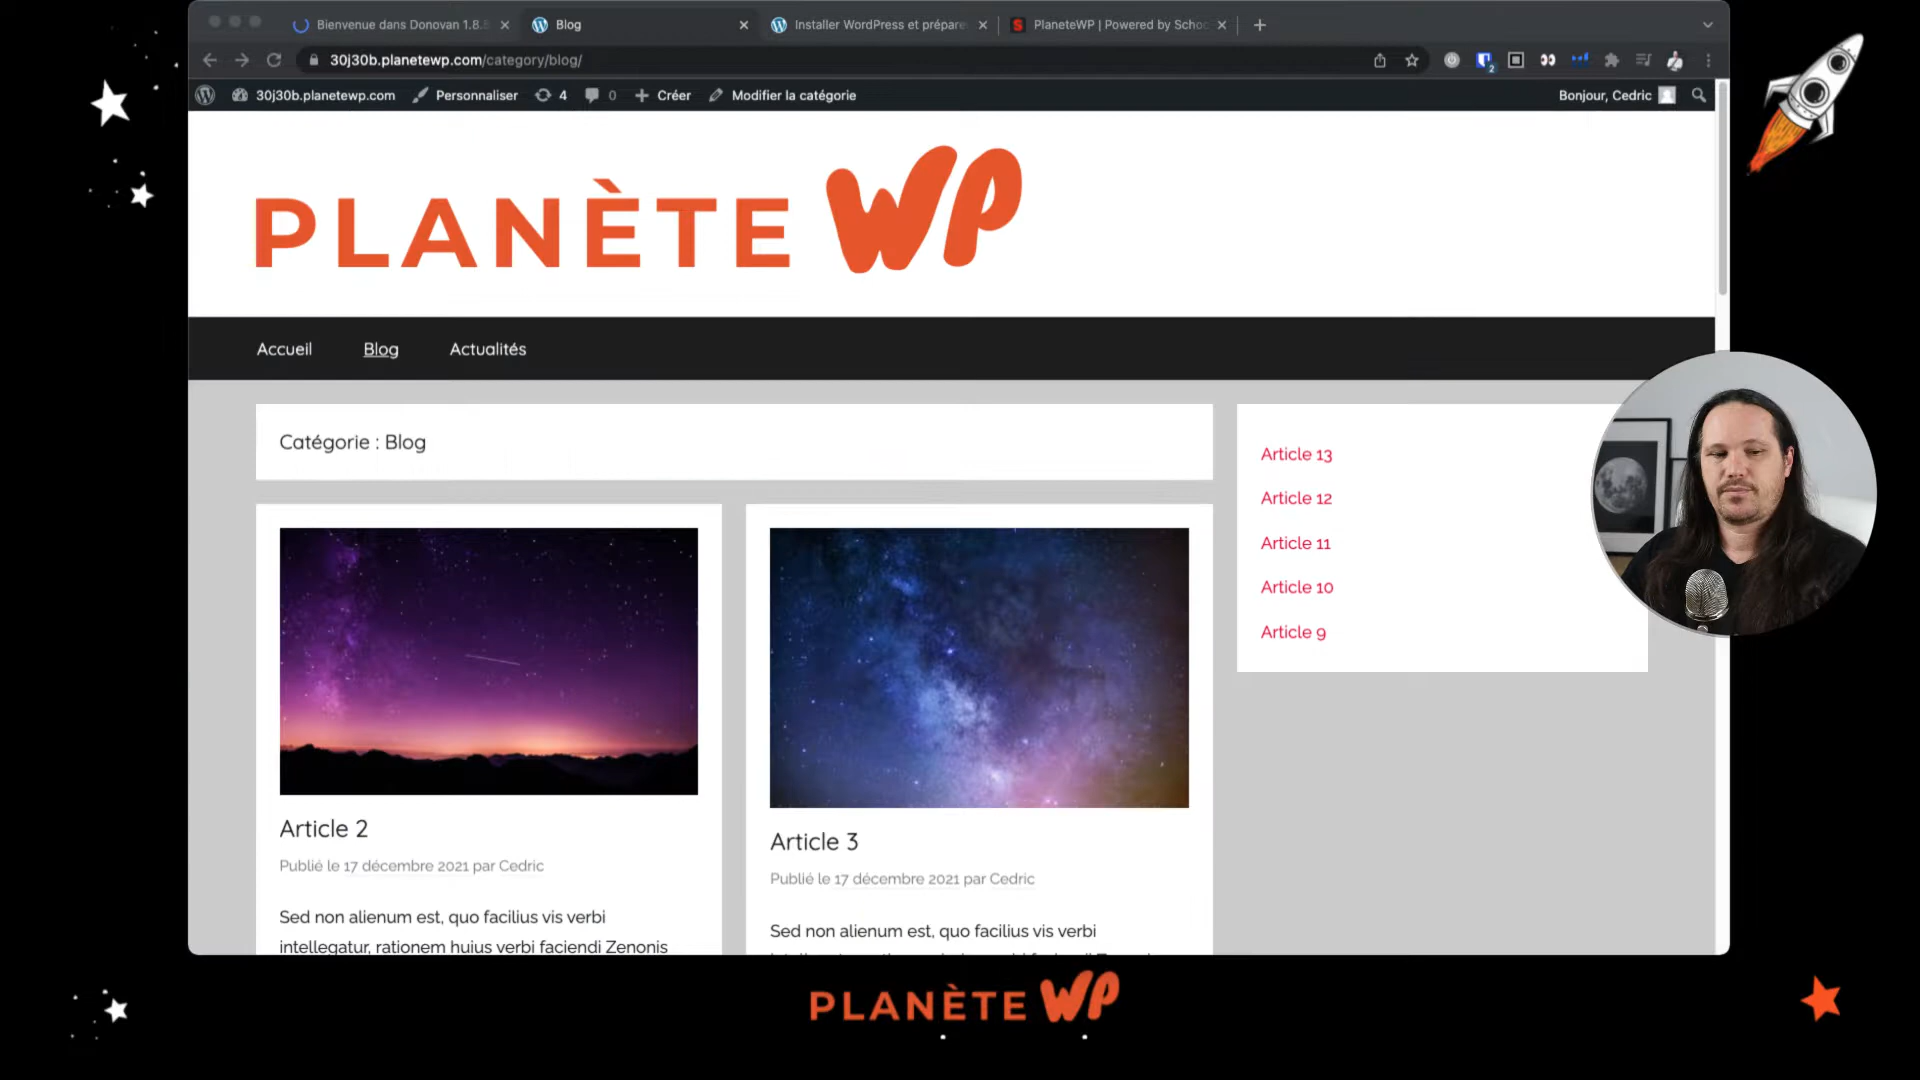 Bienvenue dans Donovan 1.8.
Blog
Installer WordPress et prépare
PlaneteWP | Powered by Schoo
30j30b.planetewp.com/category/blog/
2
30j30b.planetewp.com
Personnaliser
4
0
Créer
Modifier la catégorie
Bonjour, Cedric
PLANÈTE WP
Accueil
Blog
Actualités
Catégorie : Blog
Article 2
Publié le 17 décembre 2021 par Cedric
Sed non alienum est, quo facilius vis verbi
intellegatur, rationem huius verbi faciendi Zenonis
Article 3
Publié le 17 décembre 2021 par Cedric
Sed non alienum est, quo facilius vis verbi
Article 13
Article 12
Article 11
Article 10
Article 9
PLANÈTE WP